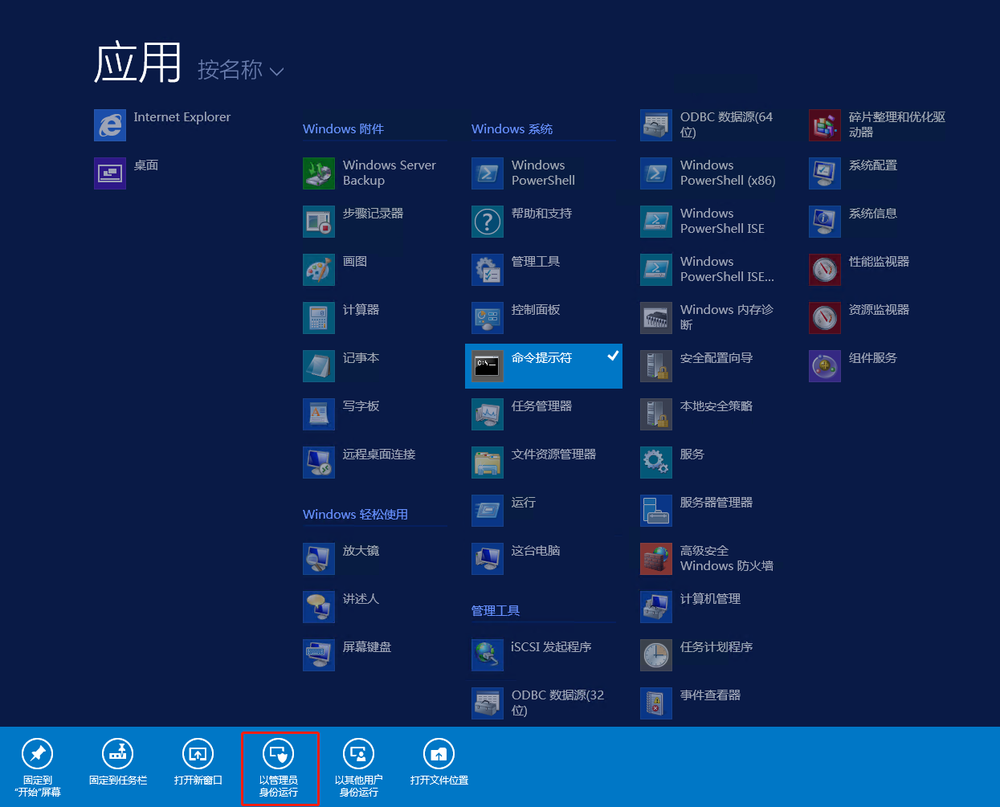 应用 按名称
Internet Explorer
桌面
Windows 附件
Windows Server
Backup
步骤记录器
画图
计算器
记事本
写字板
远程桌面连接
Windows 轻松使用
放大镜
讲述人
屏幕键盘
Windows 系统
Windows
PowerShell
帮助和支持
管理工具
控制面板
C:\
命令提示符
任务管理器
文件资源管理器
运行
这台电脑
管理工具
iSCSI 发起程序
ODBC 数据源(32
位)
ODBC 数据源(64
位)
Windows
PowerShell (x86)
Windows
PowerShell ISE
Windows
PowerShell ISE...
Windows 内存诊
断
安全配置向导
本地安全策略
服务
服务器管理器
高级安全
Windows 防火墙
计算机管理
任务计划程序
事件查看器
碎片整理和优化驱
动器
系统配置
系统信息
性能监视器
资源监视器
组件服务
固定到
"开始"屏幕
固定到任务栏
打开新窗口
以管理员
身份运行
以其他用户
身份运行
打开文件位置